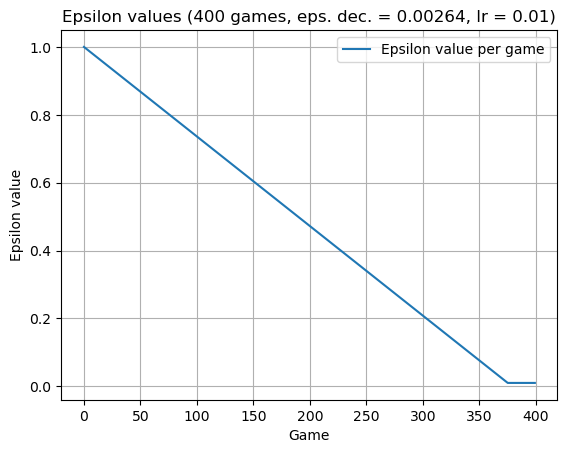 Epsilon values (400 games, eps. dec. = 0.00264, lr = 0.01)
Epsilon value per game
1.0
0.8
0.6
0.4
0.2
0.0
Epsilon value
0 50 100 150 200 250 300 350 400
Game